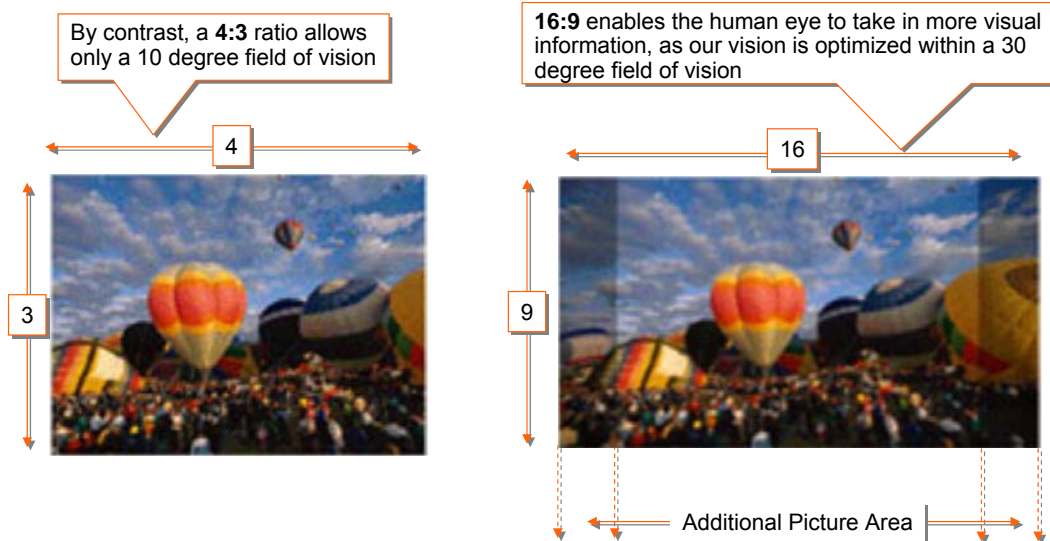 By contrast, a 4:3 ratio allows
only a 10 degree field of vision
16:9 enables the human eye to take in more visual
information, as our vision is optimized within a 30
degree field of vision
4
16
3
9
Additional Picture Area